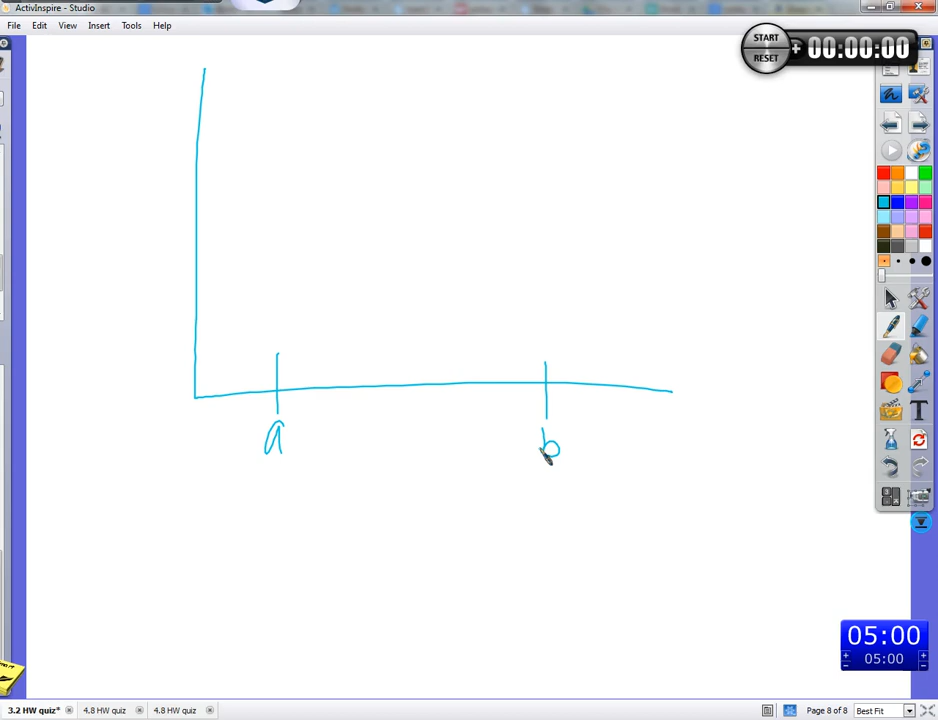 ActivInspire - Studio
File Edit View Insert Tools Help
START
RESET
00:00:00
a b
05:00
05:00
3.2 HW quiz* 4.8 HW quiz 4.8 HW quiz
Page 8 of 8 Best Fit